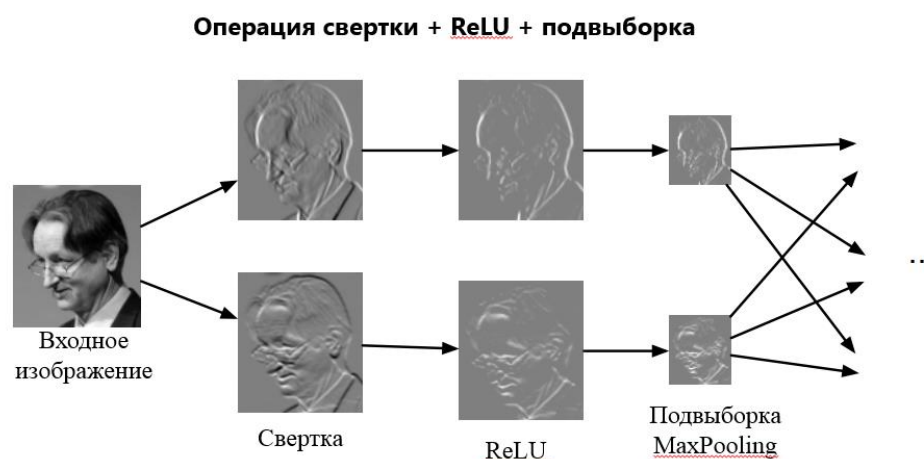 Операция свертки + ReLU + подвыборка
Входное
изображение
Свертка
ReLU
Подвыборка
MaxPooling
..